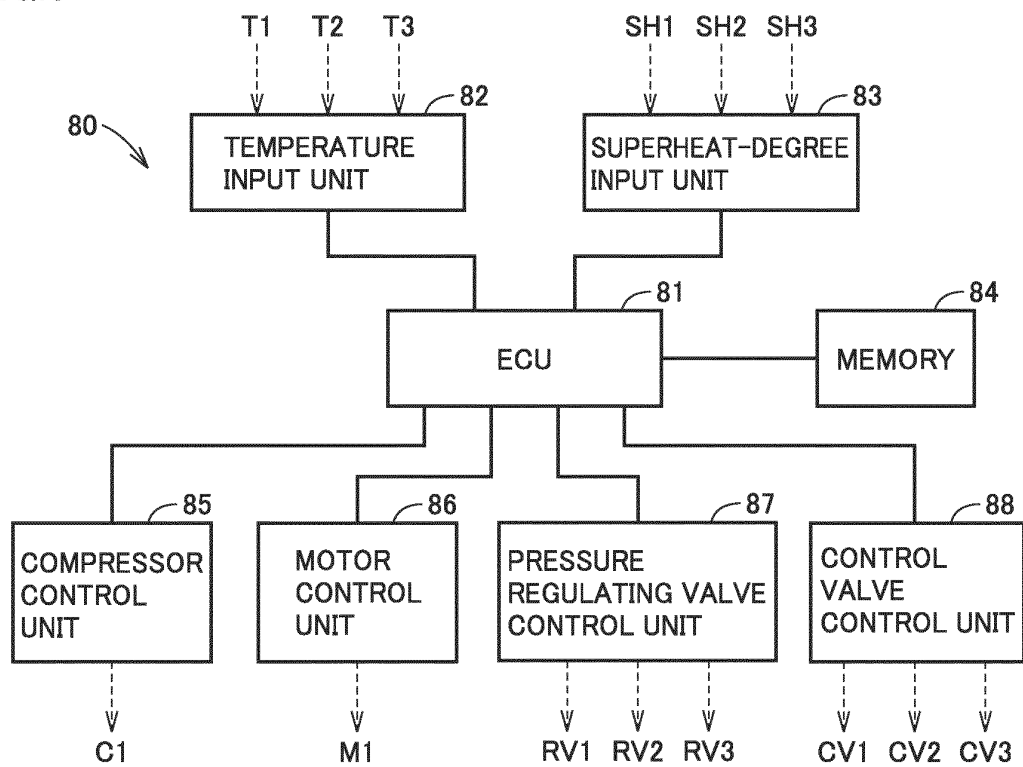 T1 T2 T3
SH1 SH2 SH3
80
82
83
TEMPERATURE
INPUT UNIT
SUPERHEAT-DEGREE
INPUT UNIT
81
84
ECU
MEMORY
85
86
87
88
COMPRESSOR
CONTROL
UNIT
MOTOR
CONTROL
UNIT
PRESSURE
REGULATING VALVE
CONTROL UNIT
CONTROL
VALVE
CONTROL UNIT
C1
M1
RV1 RV2 RV3
CV1 CV2 CV3